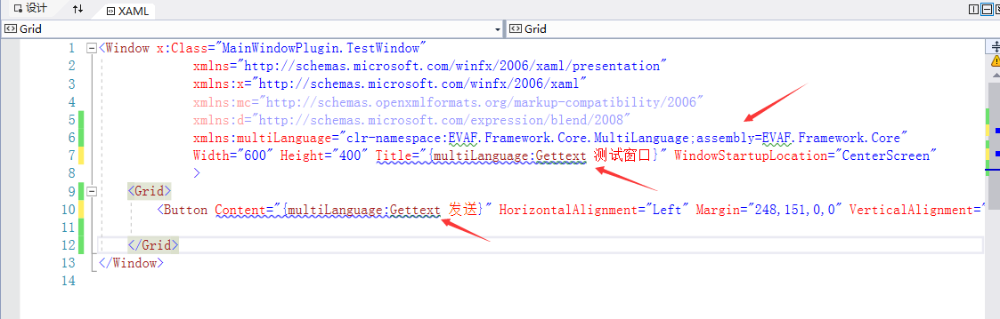 设计
XAML
Grid
Grid
1 <Window x:Class="MainWindowPlugin.TestWindow"
2 xmlns="http://schemas.microsoft.com/winfx/2006/xaml/presentation"
3 xmlns:x="http://schemas.microsoft.com/winfx/2006/xaml"
4 xmlns:mc="http://schemas.openxmlformats.org/markup-compatibility/2006"
5 xmlns:d="http://schemas.microsoft.com/expression/blend/2008"
6 xmlns:multiLanguage="clr-namespace:EVAF.Framework.Core.MultiLanguage;assembly=EVAF.Framework.Core"
7 Width="600" Height="400" Title="{multiLanguage:Gettext 测试窗口}" WindowStartupLocation="CenterScreen"
8 >
9 <Grid>
10 <Button Content="{multiLanguage:Gettext 发送}" HorizontalAlignment="Left" Margin="248,151,0,0" VerticalAlignment="
11
12 </Grid>
13 </Window>
14